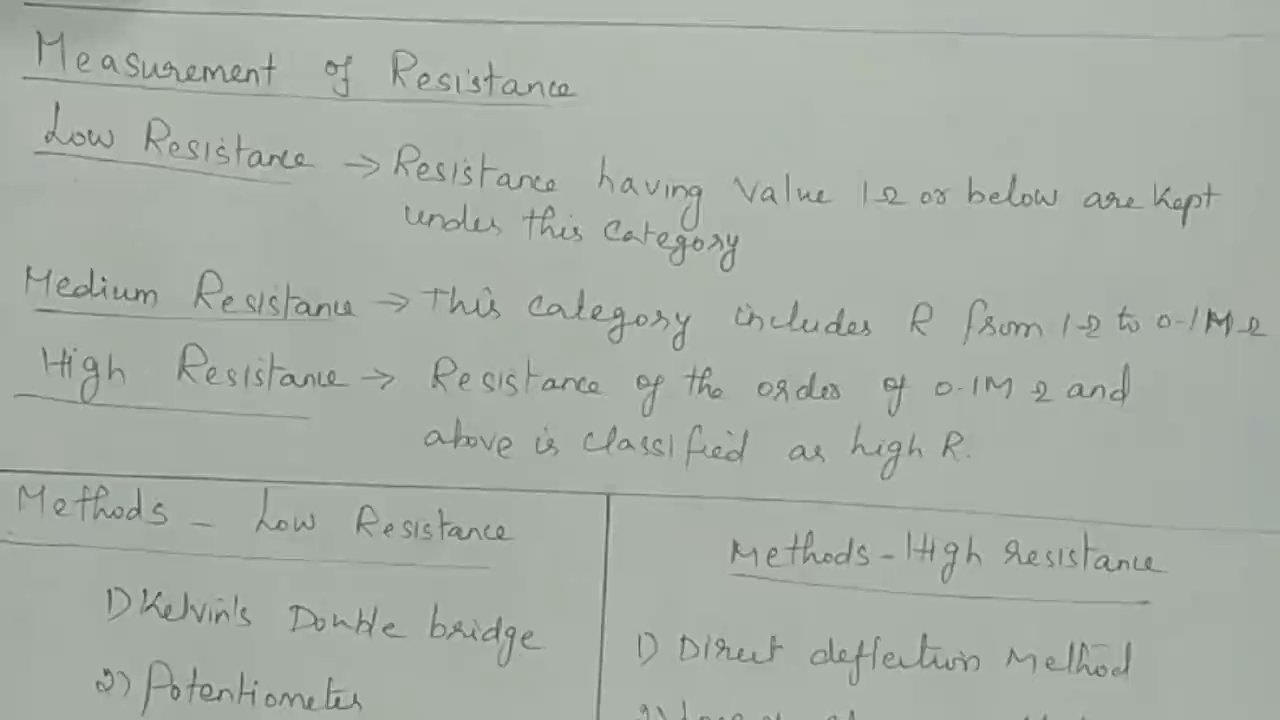 Measurement of Resistance
Low Resistance → Resistance having value 1Ω or below are kept
under this category
Medium Resistance → This category includes R from 1Ω to 0.1MΩ
High Resistance → Resistance of the order of 0.1MΩ and
above is classified as high R.
Methods - Low Resistance
1) Kelvin's Double bridge
2) Potentiometer
Methods - High resistance
1) Direct deflection Method
2)